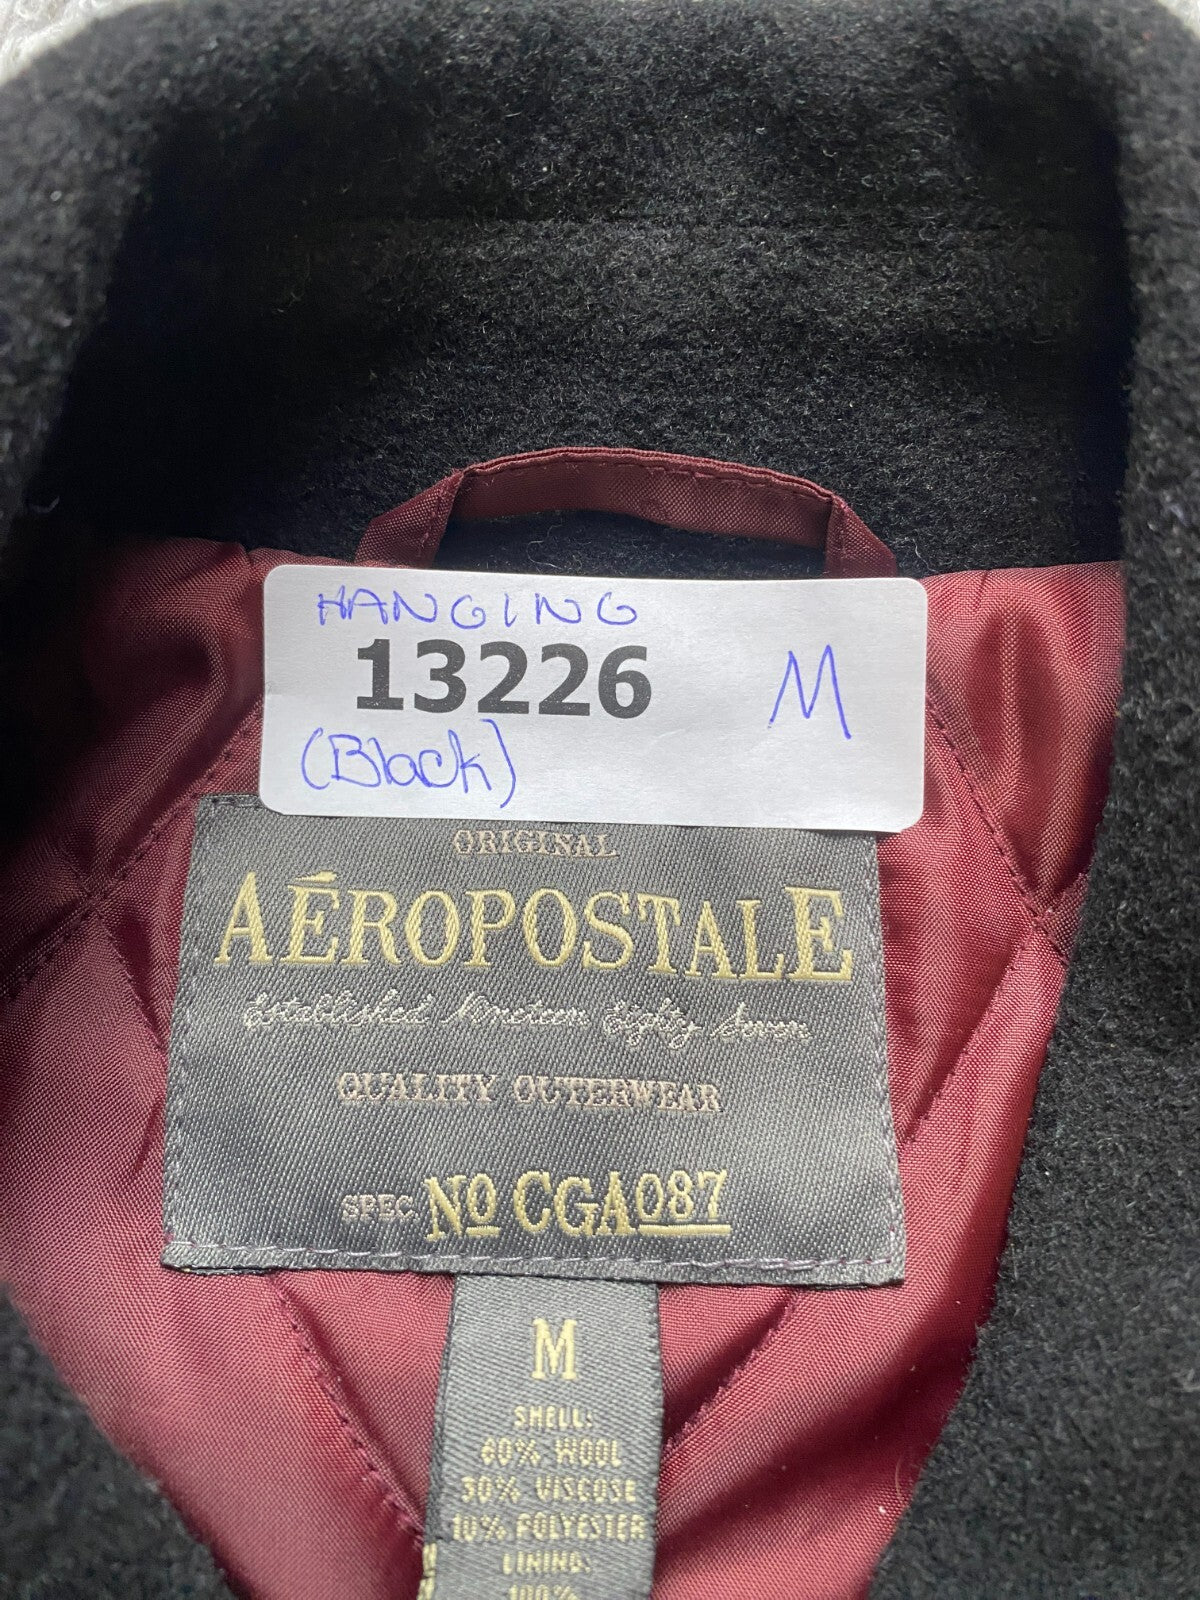 HANGING
13226 M
(Black)
ORIGINAL
AÉROPOSTALE
Established Nineteen Eighty Seven
QUALITY OUTERWEAR
SPEC. No CGA087
M
SHELL:
60% WOOL
30% VISCOSE
10% POLYESTER
LINING:
100%